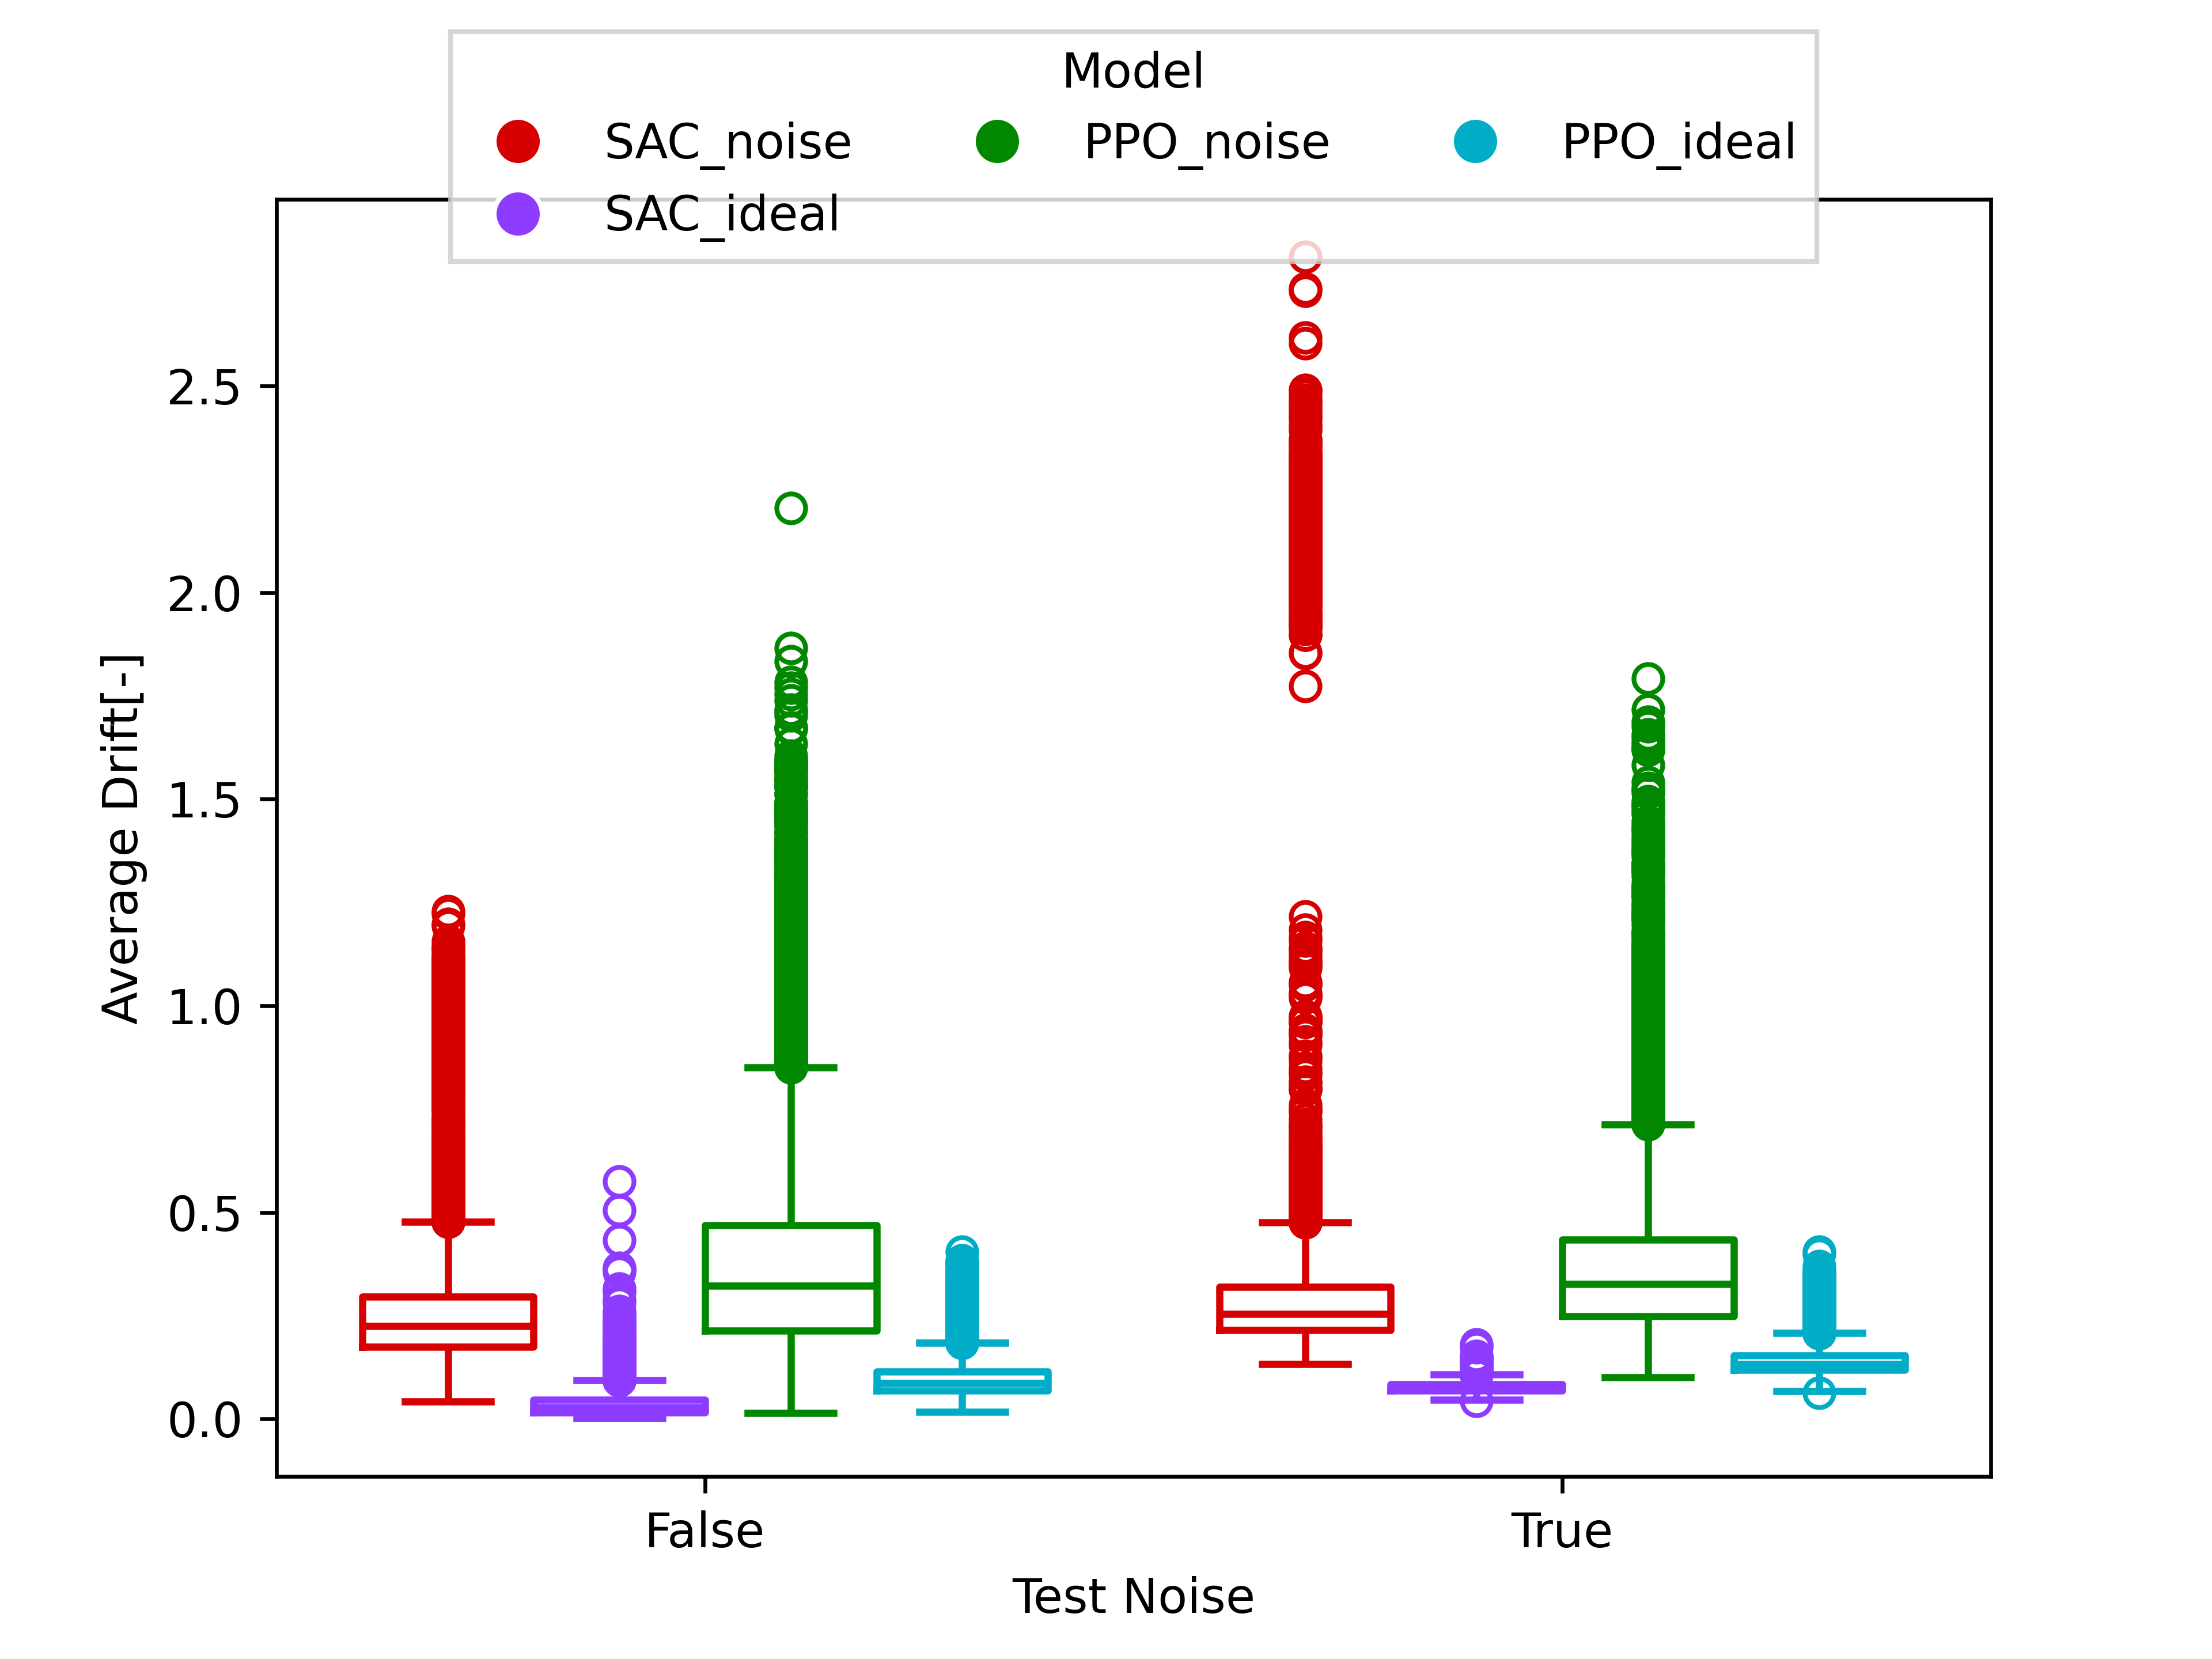 Model
SAC_noise
PPO_noise
PPO_ideal
SAC_ideal
Average Drift[-]
2.5
2.0
1.5
1.0
0.5
0.0
False
True
Test Noise